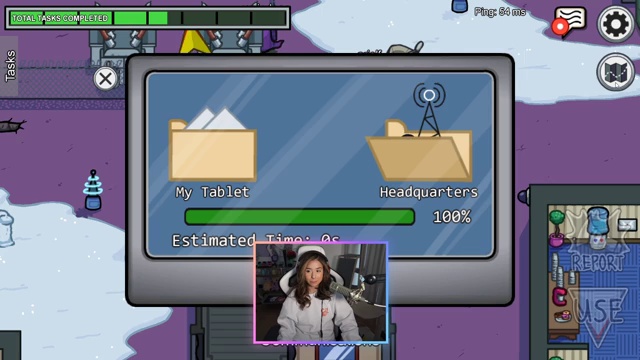 TOTAL TASKS COMPLETED
Ping: 54 ms
Tasks
My Tablet
Headquarters
100%
Estimated Time: 0s
REPORT
USE